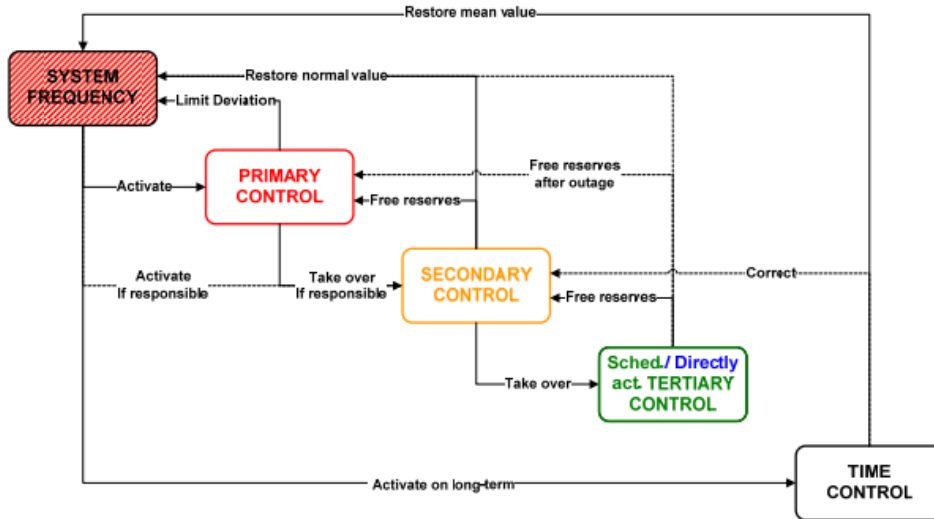 Restore mean value
SYSTEM
FREQUENCY
Restore normal value
Limit Deviation
PRIMARY
CONTROL
Free reserves
after outage
Activate
Free reserves
Activate
If responsible
Take over
If responsible
SECONDARY
CONTROL
Correct
Free reserves
Sched./ Directly
act. TERTIARY
CONTROL
Take over
TIME
CONTROL
Activate on long-term